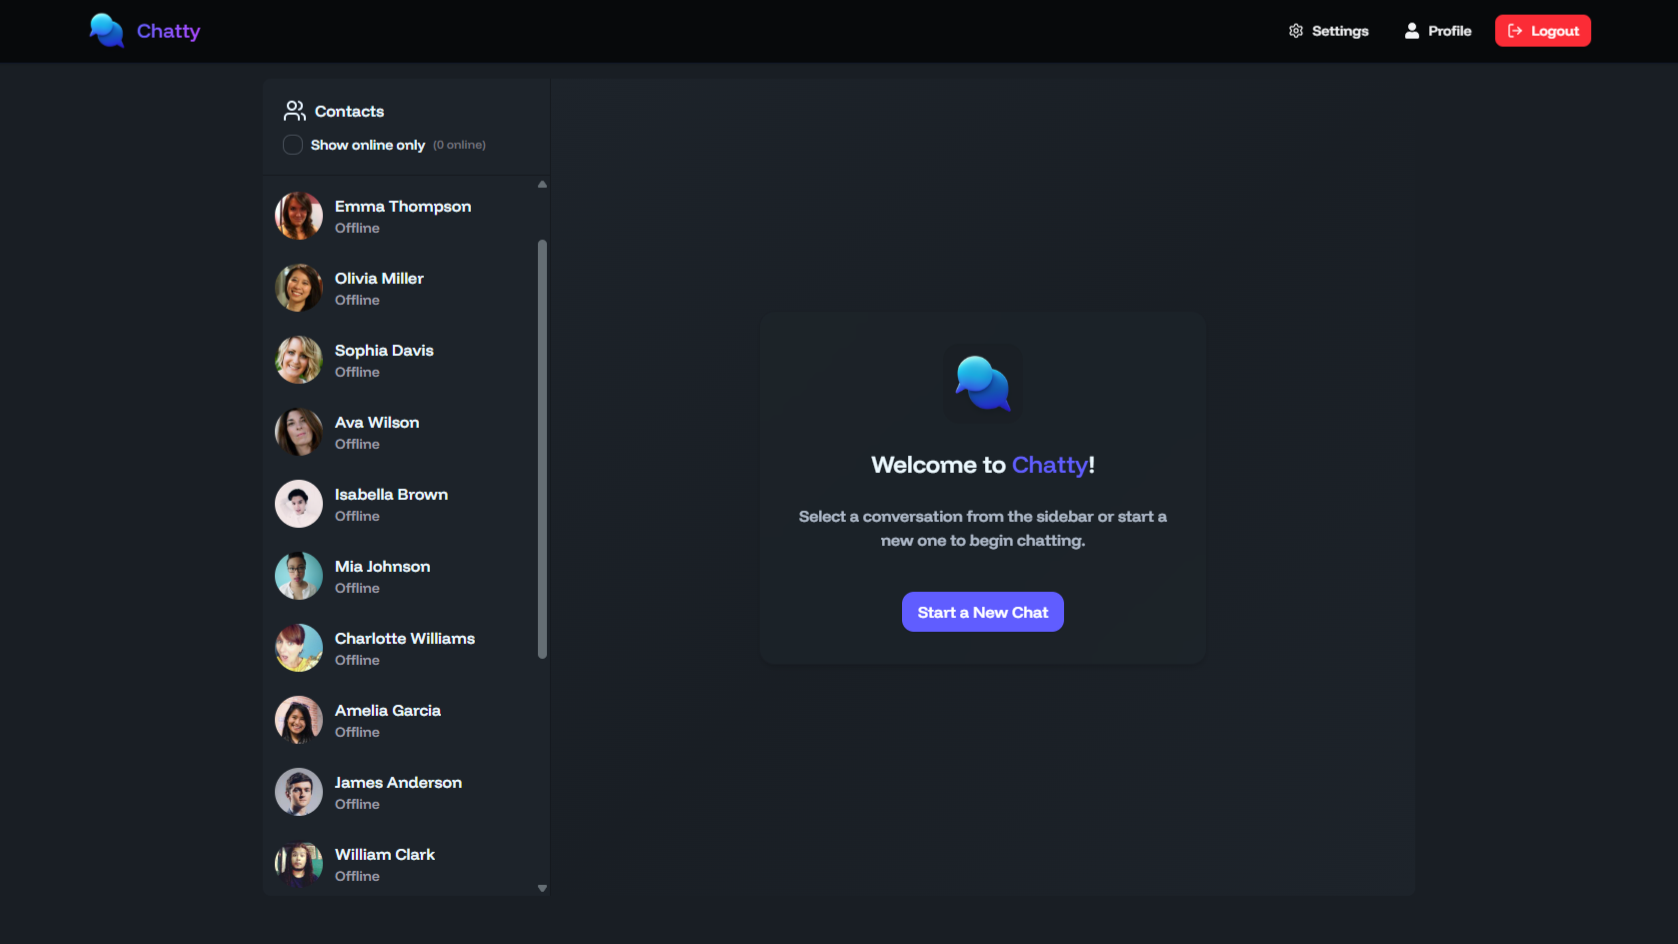 Chatty
Settings
Profile
Logout
Contacts
Show online only (0 online)
Emma Thompson
Offline
Olivia Miller
Offline
Sophia Davis
Offline
Ava Wilson
Offline
Isabella Brown
Offline
Mia Johnson
Offline
Charlotte Williams
Offline
Amelia Garcia
Offline
James Anderson
Offline
William Clark
Offline
Welcome to Chatty!
Select a conversation from the sidebar or start a
new one to begin chatting.
Start a New Chat